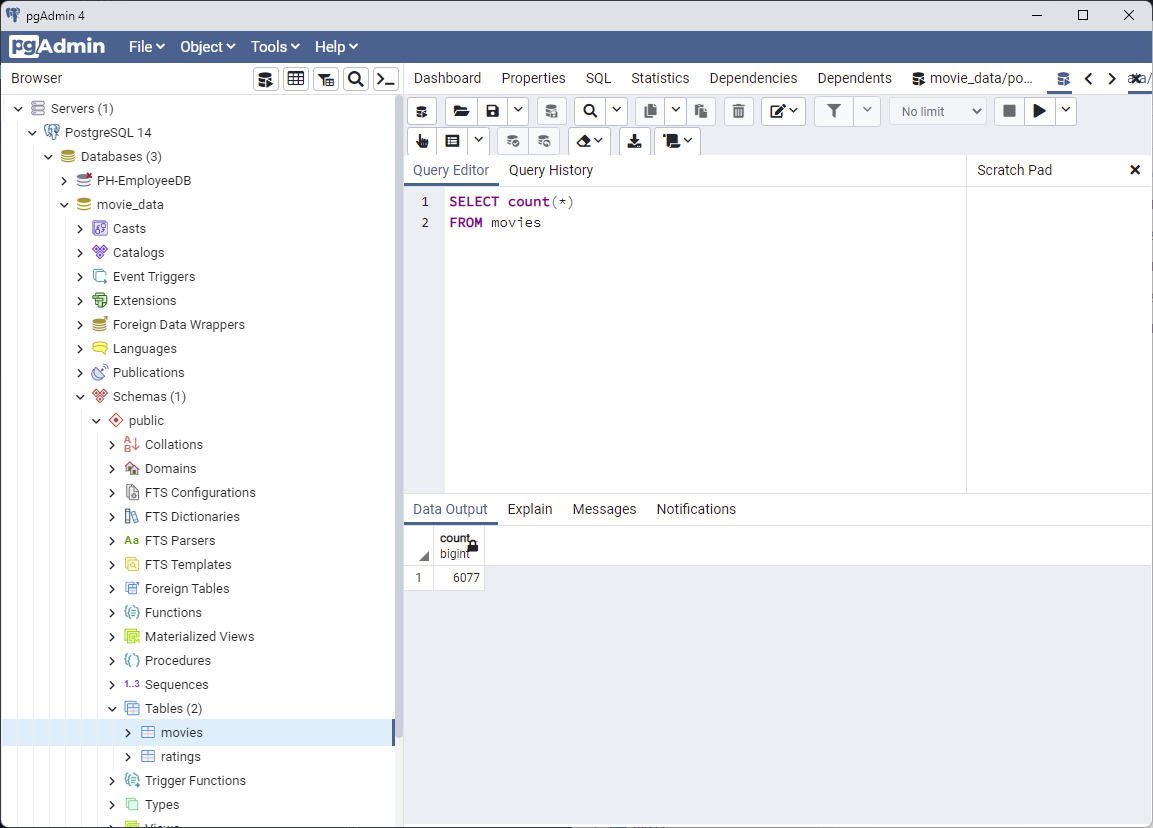 pgAdmin 4
pgAdmin File Object Tools Help
Browser
Dashboard Properties SQL Statistics Dependencies Dependents movie_data/po...
Servers (1)
PostgreSQL 14
Databases (3)
PH-EmployeeDB
movie_data
Casts
Catalogs
Event Triggers
Extensions
Foreign Data Wrappers
Languages
Publications
Schemas (1)
public
Collations
Domains
FTS Configurations
FTS Dictionaries
Aa FTS Parsers
FTS Templates
Foreign Tables
Functions
Materialized Views
Procedures
1..3 Sequences
Tables (2)
movies
ratings
Trigger Functions
Types
Views
No limit
Query Editor Query History
Scratch Pad
1 SELECT count(*)
2 FROM movies
Data Output Explain Messages Notifications
count
bigint
1 6077